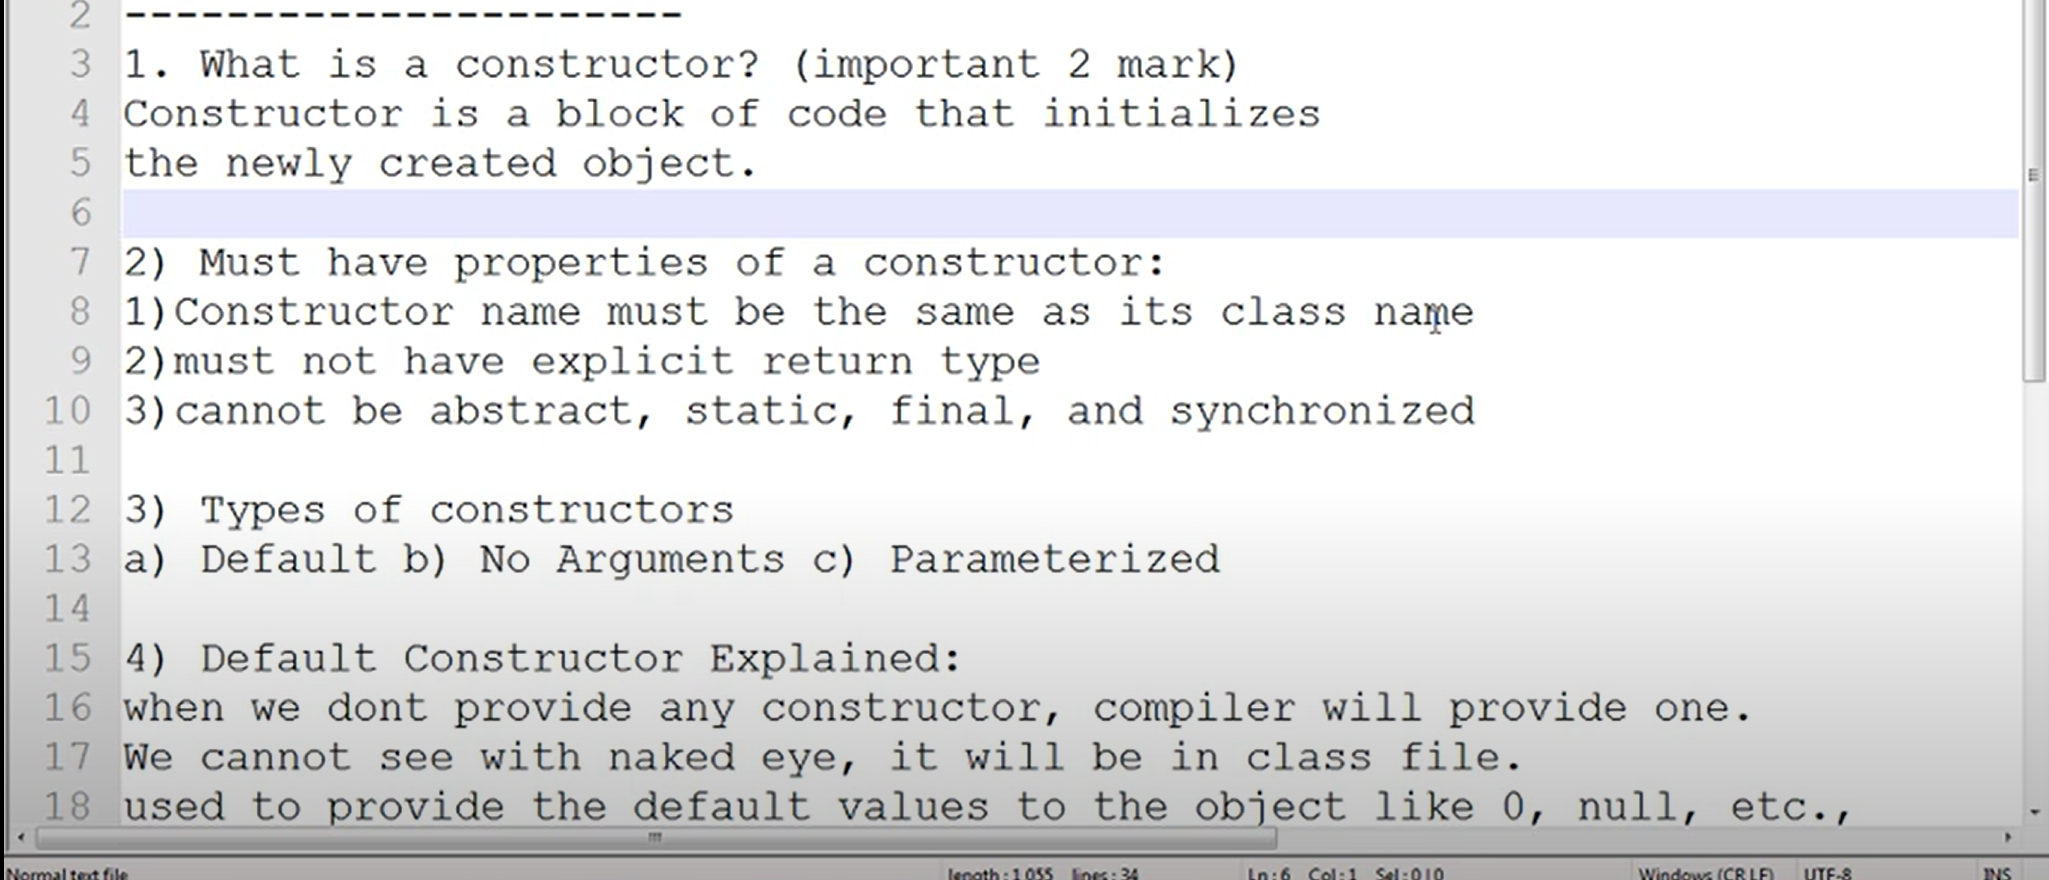 2 ----------------------
3 1. What is a constructor? (important 2 mark)
4 Constructor is a block of code that initializes
5 the newly created object.
6
7 2) Must have properties of a constructor:
8 1)Constructor name must be the same as its class name
9 2)must not have explicit return type
10 3)cannot be abstract, static, final, and synchronized
11
12 3) Types of constructors
13 a) Default b) No Arguments c) Parameterized
14
15 4) Default Constructor Explained:
16 when we dont provide any constructor, compiler will provide one.
17 We cannot see with naked eye, it will be in class file.
18 used to provide the default values to the object like 0, null, etc.,
Normal text file length : 1055 lines : 34 Ln : 6 Col : 1 Sel : 0 | 0 Windows (CR LF) UTF-8 INS